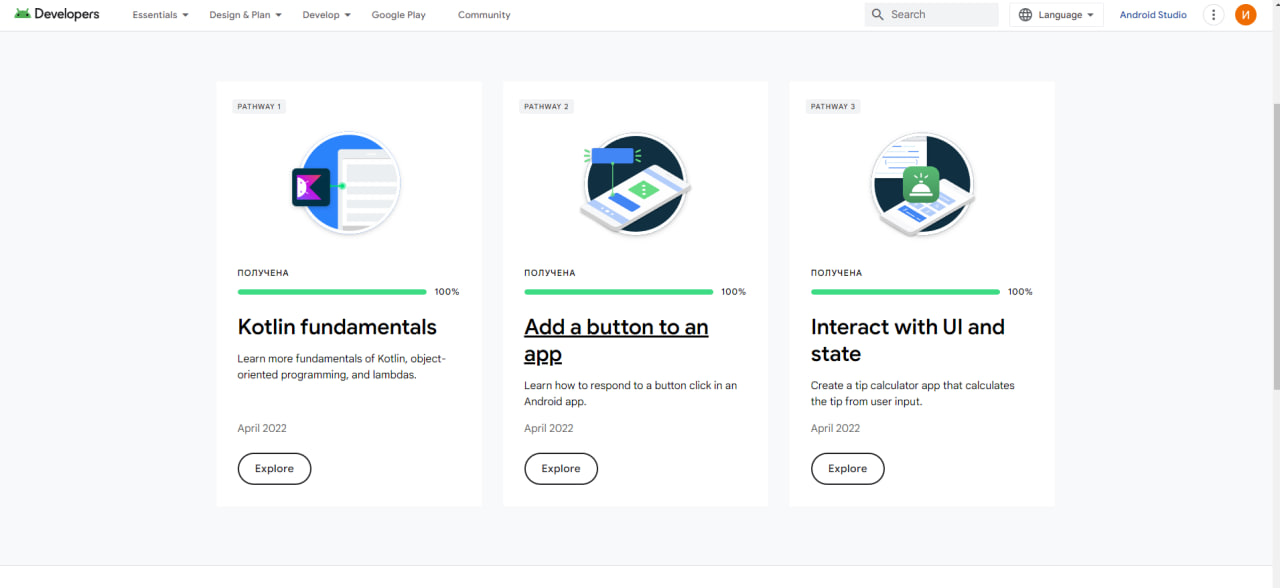 Developers Essentials Design & Plan Develop Google Play Community Search Language Android Studio И
PATHWAY 1
ПОЛУЧЕНА
100%
Kotlin fundamentals
Learn more fundamentals of Kotlin, object-
oriented programming, and lambdas.
April 2022
Explore
PATHWAY 2
ПОЛУЧЕНА
100%
Add a button to an
app
Learn how to respond to a button click in an
Android app.
April 2022
Explore
PATHWAY 3
ПОЛУЧЕНА
100%
Interact with UI and
state
Create a tip calculator app that calculates
the tip from user input.
April 2022
Explore